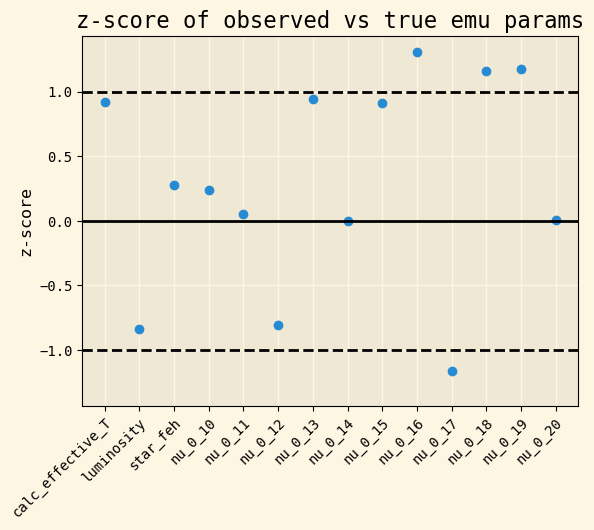 z-score of observed vs true emu params
z-score
1.0
0.5
0.0
−0.5
−1.0
calc_effective_T
luminosity
star_feh
nu_0_10
nu_0_11
nu_0_12
nu_0_13
nu_0_14
nu_0_15
nu_0_16
nu_0_17
nu_0_18
nu_0_19
nu_0_20